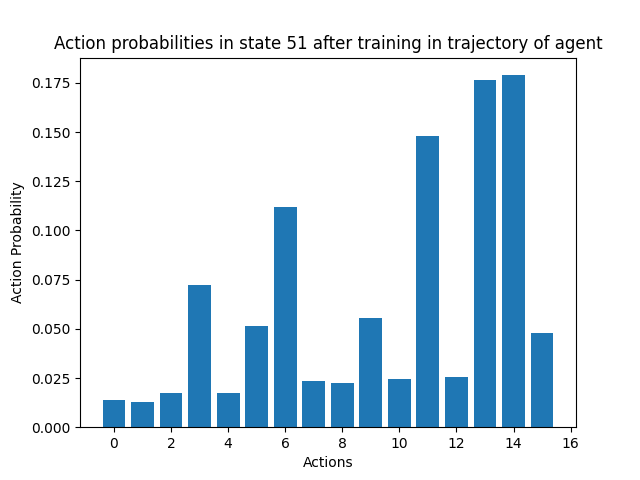 Action probabilities in state 51 after training in trajectory of agent
0.175
0.150
0.125
0.100
0.075
0.050
0.025
0.000
Action Probability
0 2 4 6 8 10 12 14 16
Actions